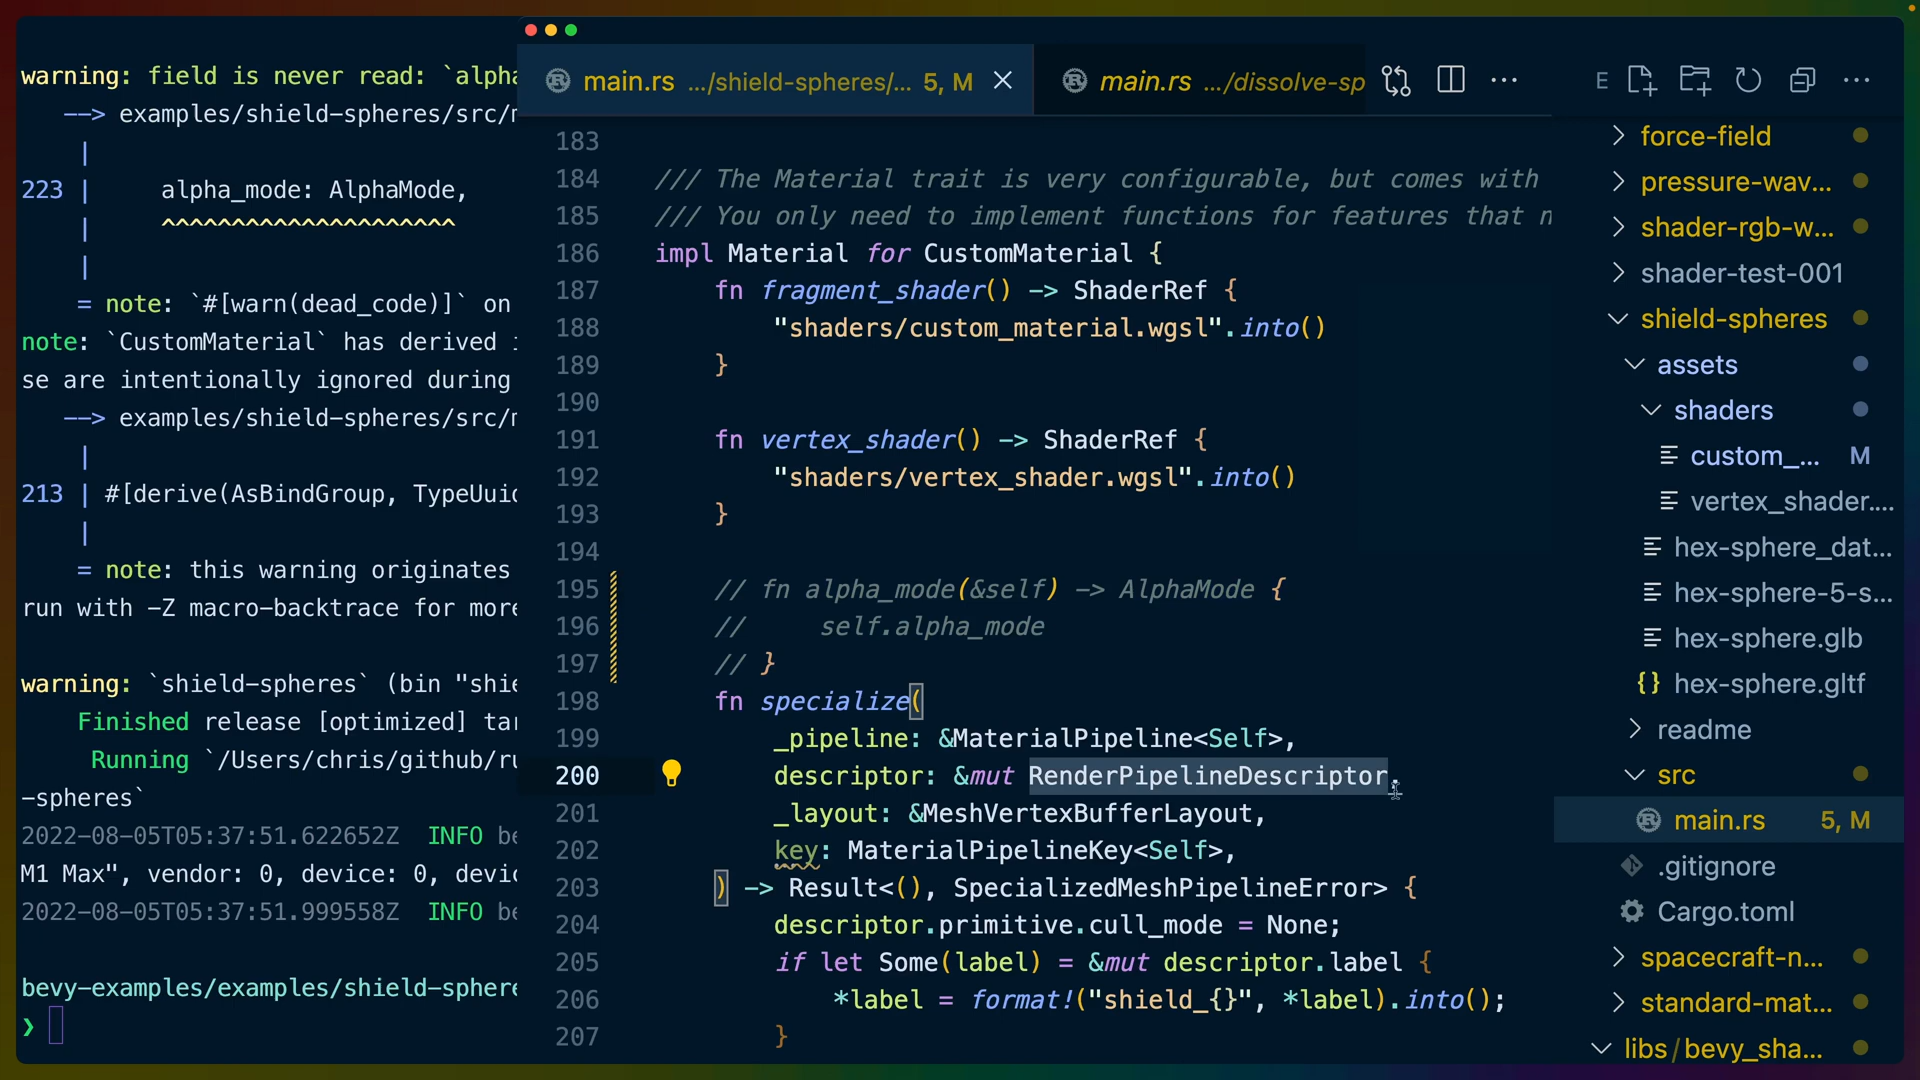 warning: field is never read: `alpha
--> examples/shield-spheres/src/m
|
223 |     alpha_mode: AlphaMode,
|     ^^^^^^^^^^^^^^^^^^^^^
|
= note: `#[warn(dead_code)]` on
note: `CustomMaterial` has derived i
se are intentionally ignored during
--> examples/shield-spheres/src/m
|
213 | #[derive(AsBindGroup, TypeUuid
|
= note: this warning originates
run with -Z macro-backtrace for more
warning: `shield-spheres` (bin "shie
Finished release [optimized] tar
Running `/Users/chris/github/ru
-spheres`
2022-08-05T05:37:51.622652Z  INFO be
M1 Max", vendor: 0, device: 0, devic
2022-08-05T05:37:51.999558Z  INFO be
bevy-examples/examples/shield-sphere
❯
main.rs .../shield-spheres/... 5, M
main.rs .../dissolve-sp
183
184 /// The Material trait is very configurable, but comes with
185 /// You only need to implement functions for features that n
186 impl Material for CustomMaterial {
187     fn fragment_shader() -> ShaderRef {
188         "shaders/custom_material.wgsl".into()
189     }
190
191     fn vertex_shader() -> ShaderRef {
192         "shaders/vertex_shader.wgsl".into()
193     }
194
195     // fn alpha_mode(&self) -> AlphaMode {
196     //     self.alpha_mode
197     // }
198     fn specialize(
199         _pipeline: &MaterialPipeline<Self>,
200         descriptor: &mut RenderPipelineDescriptor,
201         _layout: &MeshVertexBufferLayout,
202         key: MaterialPipelineKey<Self>,
203     ) -> Result<(), SpecializedMeshPipelineError> {
204         descriptor.primitive.cull_mode = None;
205         if let Some(label) = &mut descriptor.label {
206             *label = format!("shield_{}", *label).into();
207         }
E
force-field
pressure-wav...
shader-rgb-w...
shader-test-001
shield-spheres
assets
shaders
custom_... M
vertex_shader....
hex-sphere_dat...
hex-sphere-5-s...
hex-sphere.glb
{} hex-sphere.gltf
readme
src
main.rs 5, M
.gitignore
Cargo.toml
spacecraft-n...
standard-mat...
libs/bevy_sha...